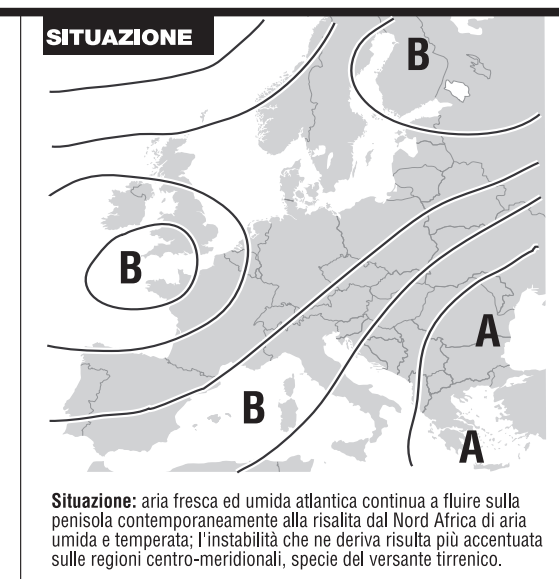 SITUAZIONE
B
B
A
B
A
Situazione: aria fresca ed umida atlantica continua a fluire sulla
penisola contemporaneamente alla risalita dal Nord Africa di aria
umida e temperata; l'instabilità che ne deriva risulta più accentuata
sulle regioni centro-meridionali, specie del versante tirrenico.